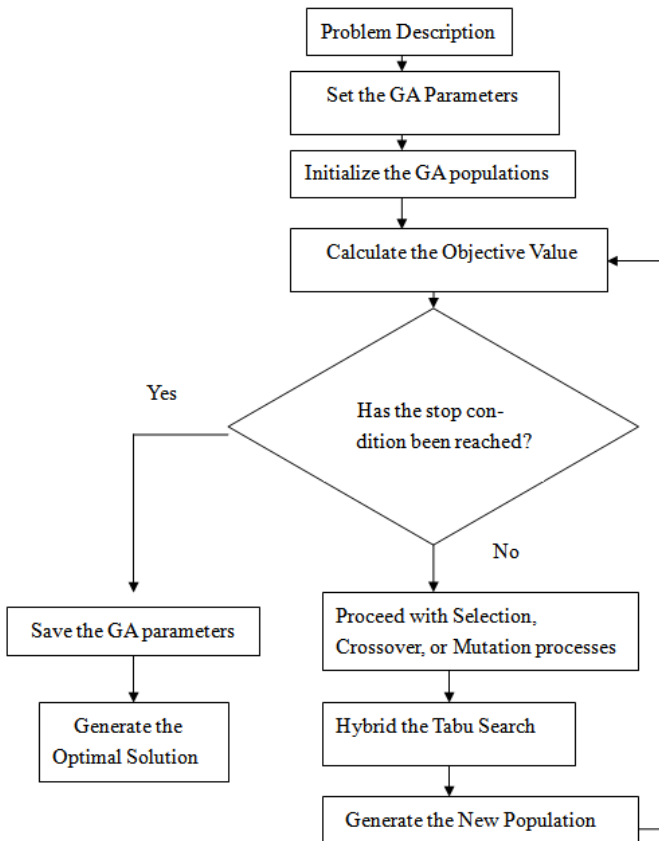 Problem Description
Set the GA Parameters
Initialize the GA populations
Calculate the Objective Value
Has the stop con-
dition been reached?
Yes
No
Save the GA parameters
Generate the
Optimal Solution
Proceed with Selection,
Crossover, or Mutation processes
Hybrid the Tabu Search
Generate the New Population